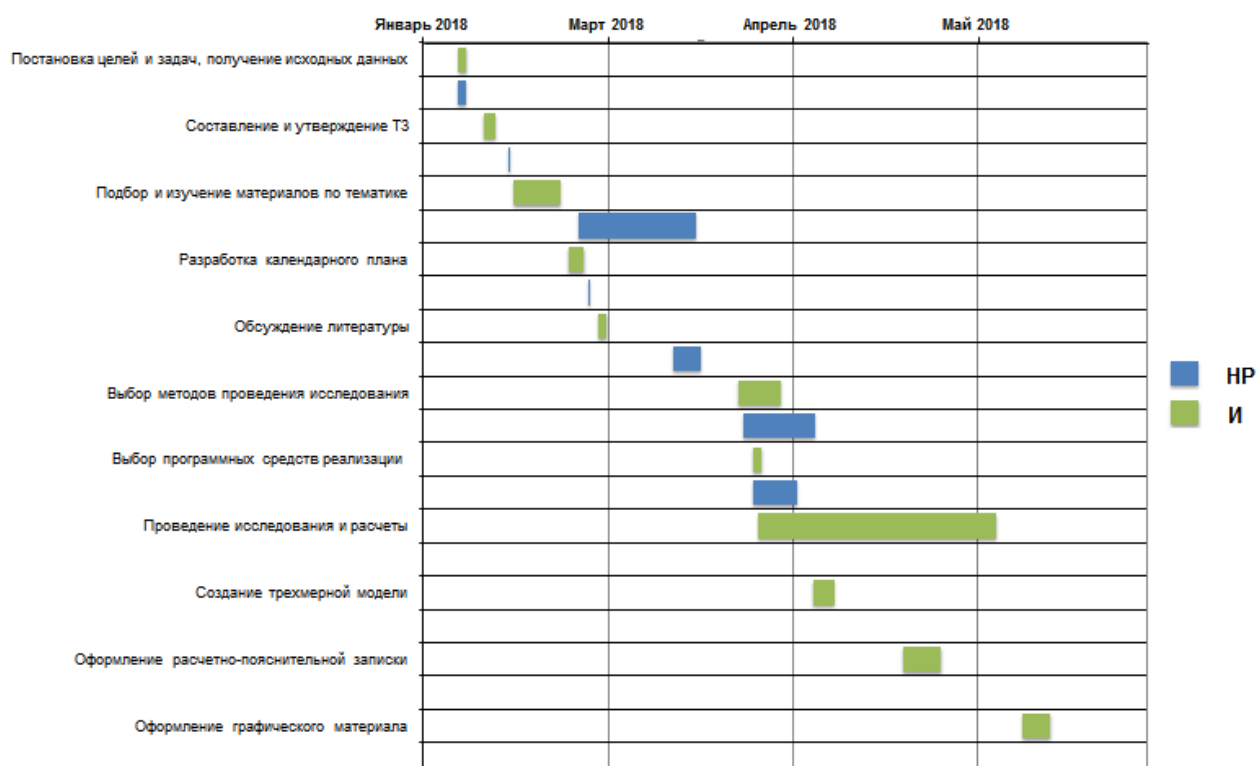 Январь 2018 Март 2018 Апрель 2018 Май 2018
Постановка целей и задач, получение исходных данных
Составление и утверждение ТЗ
Подбор и изучение материалов по тематике
Разработка календарного плана
Обсуждение литературы
НР
Выбор методов проведения исследования
И
Выбор программных средств реализации
Проведение исследования и расчеты
Создание трехмерной модели
Оформление расчетно-пояснительной записки
Оформление графического материала